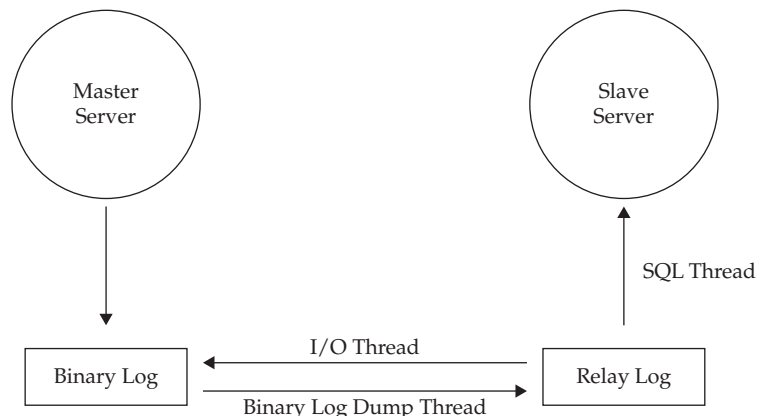 Master
Server
Slave
Server
SQL Thread
I/O Thread
Binary Log
Relay Log
Binary Log Dump Thread